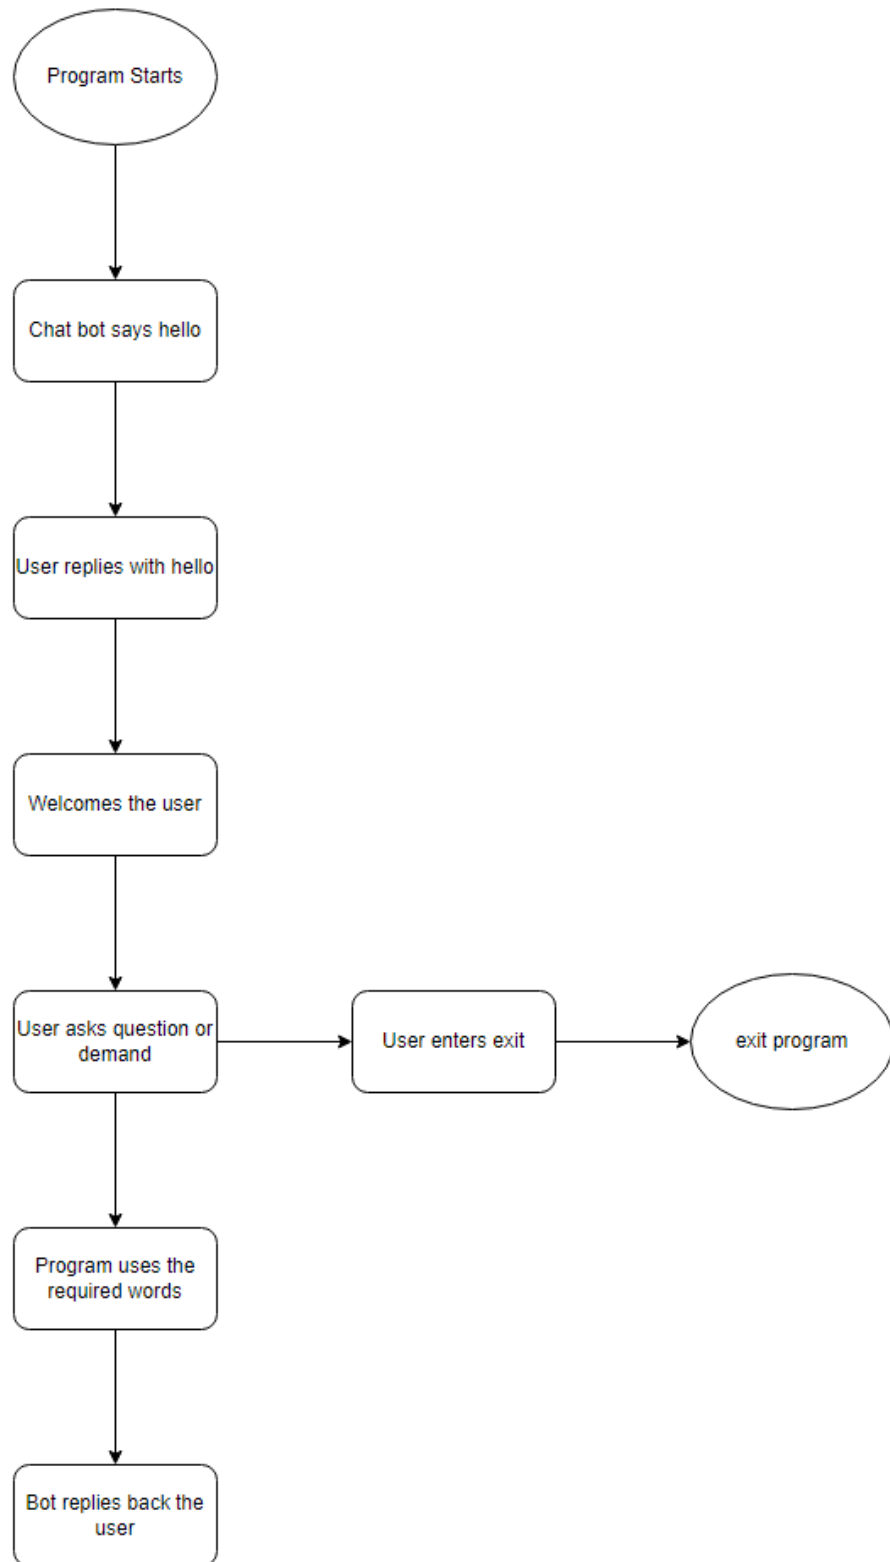 Program Starts
Chat bot says hello
User replies with hello
Welcomes the user
User asks question or
demand
User enters exit
exit program
Program uses the
required words
Bot replies back the
user